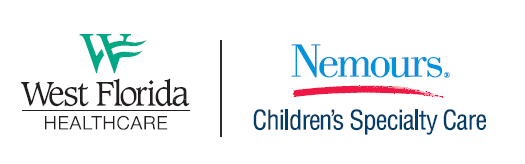 West Florida
HEALTHCARE
Nemours®
Children's Specialty Care